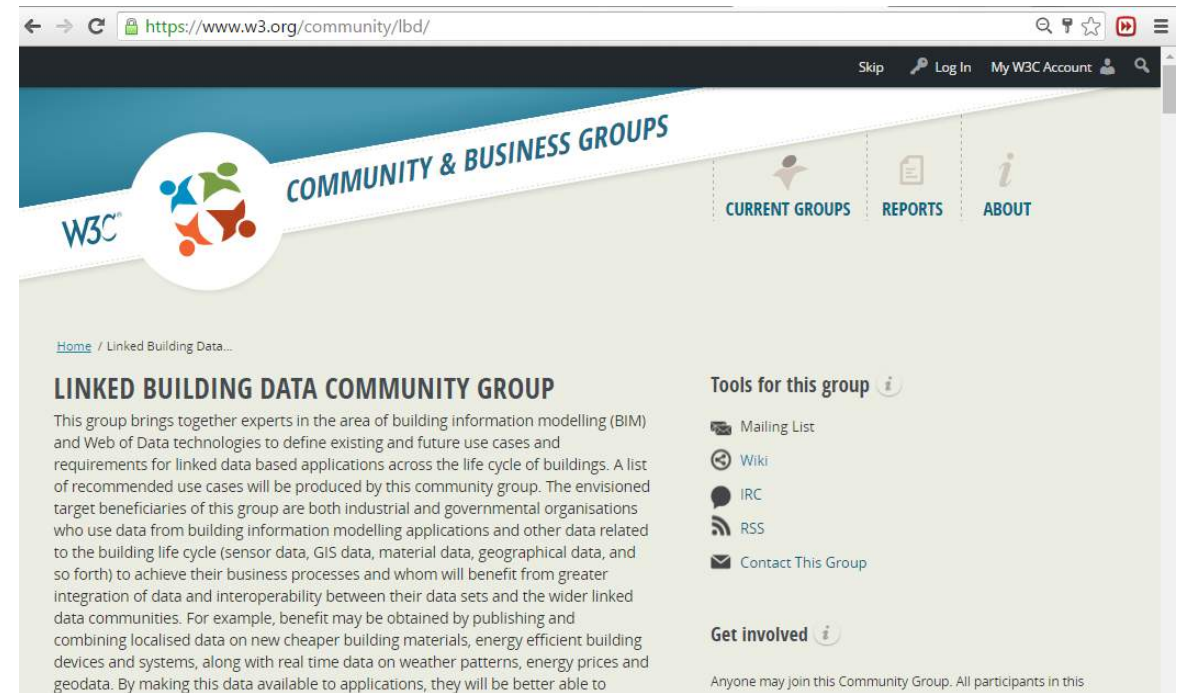 https://www.w3.org/community/lbd/
Skip Log In My W3C Account
W3C
COMMUNITY & BUSINESS GROUPS
CURRENT GROUPS REPORTS ABOUT
Home / Linked Building Data...
LINKED BUILDING DATA COMMUNITY GROUP
This group brings together experts in the area of building information modelling (BIM)
and Web of Data technologies to define existing and future use cases and
requirements for linked data based applications across the life cycle of buildings. A list
of recommended use cases will be produced by this community group. The envisioned
target beneficiaries of this group are both industrial and governmental organisations
who use data from building information modelling applications and other data related
to the building life cycle (sensor data, GIS data, material data, geographical data, and
so forth) to achieve their business processes and whom will benefit from greater
integration of data and interoperability between their data sets and the wider linked
data communities. For example, benefit may be obtained by publishing and
combining localised data on new cheaper building materials, energy efficient building
devices and systems, along with real time data on weather patterns, energy prices and
geodata. By making this data available to applications, they will be better able to
Tools for this group i
Mailing List
Wiki
IRC
RSS
Contact This Group
Get involved i
Anyone may join this Community Group. All participants in this